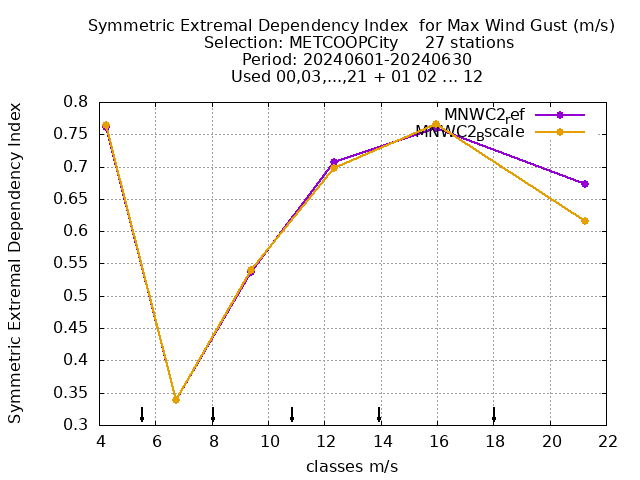 Symmetric Extremal Dependency Index  for Max Wind Gust (m/s)
Selection: METCOOPCity     27 stations
Period: 20240601-20240630
Used 00,03,...,21 + 01 02 ... 12
Symmetric Extremal Dependency Index
0.8
0.75
0.7
0.65
0.6
0.55
0.5
0.45
0.4
0.35
0.3
MNWC2_ref
MNWC2_Bscale
4 6 8 10 12 14 16 18 20 22
classes m/s